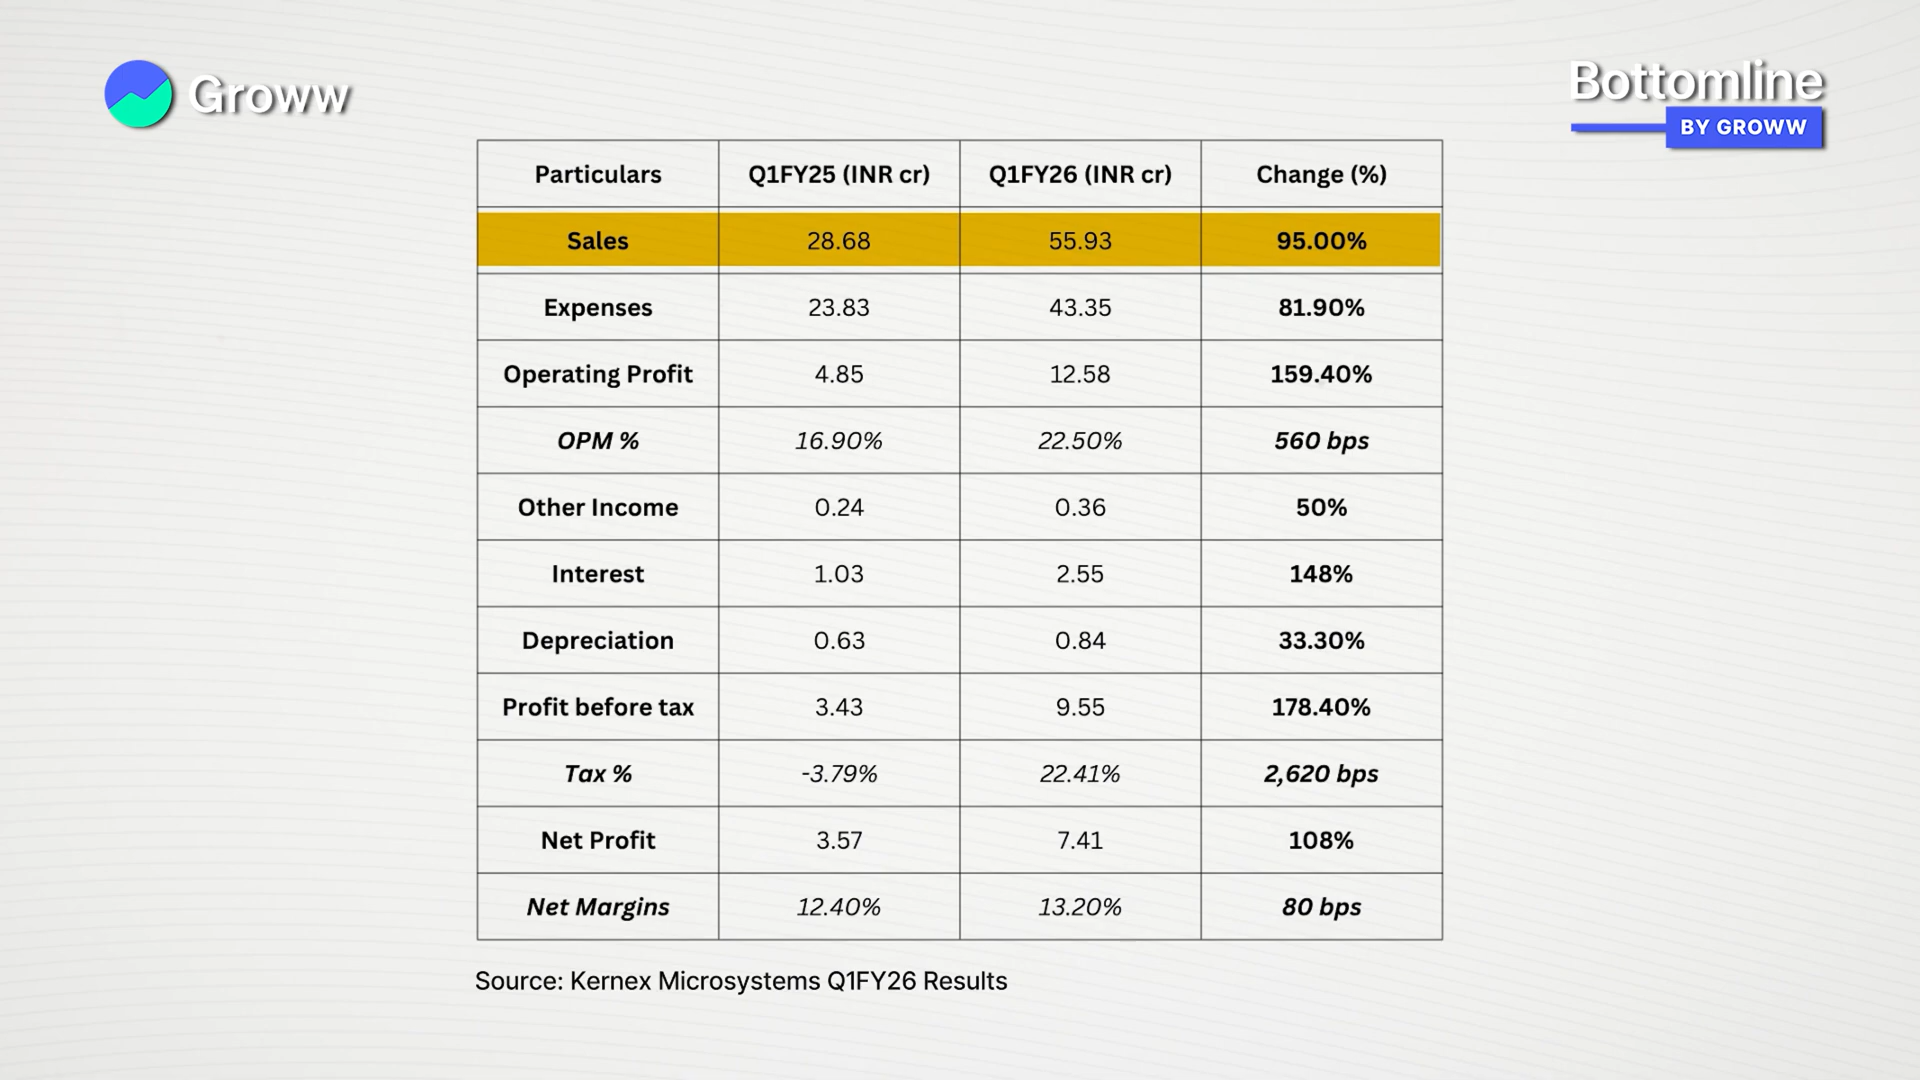 Groww
Bottomline
BY GROWW
Particulars Q1FY25 (INR cr) Q1FY26 (INR cr) Change (%)
Sales 28.68 55.93 95.00%
Expenses 23.83 43.35 81.90%
Operating Profit 4.85 12.58 159.40%
OPM % 16.90% 22.50% 560 bps
Other Income 0.24 0.36 50%
Interest 1.03 2.55 148%
Depreciation 0.63 0.84 33.30%
Profit before tax 3.43 9.55 178.40%
Tax % -3.79% 22.41% 2,620 bps
Net Profit 3.57 7.41 108%
Net Margins 12.40% 13.20% 80 bps
Source: Kernex Microsystems Q1FY26 Results